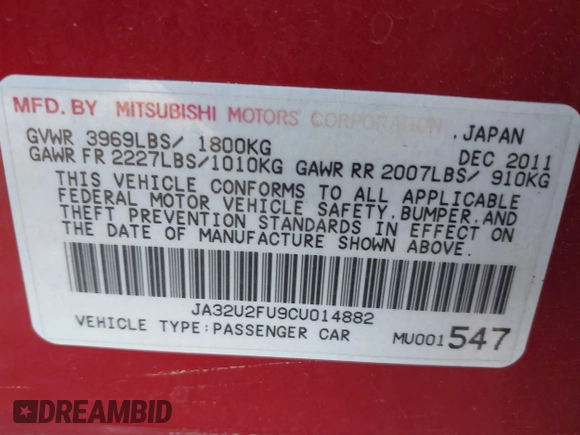 MFD. BY MITSUBISHI MOTORS CORPORATION
, JAPAN
GVWR 3969LBS/ 1800KG
DEC 2011
GAWR FR 2227LBS/1010KG GAWR RR 2007LBS/ 910KG
THIS VEHICLE CONFORMS TO ALL APPLICABLE
FEDERAL MOTOR VEHICLE SAFETY,BUMPER,AND
THEFT PREVENTION STANDARDS IN EFFECT ON
THE DATE OF MANUFACTURE SHOWN ABOVE.
JA32U2FU9CU014882
VEHICLE TYPE:PASSENGER CAR
MU001547
DREAMBID